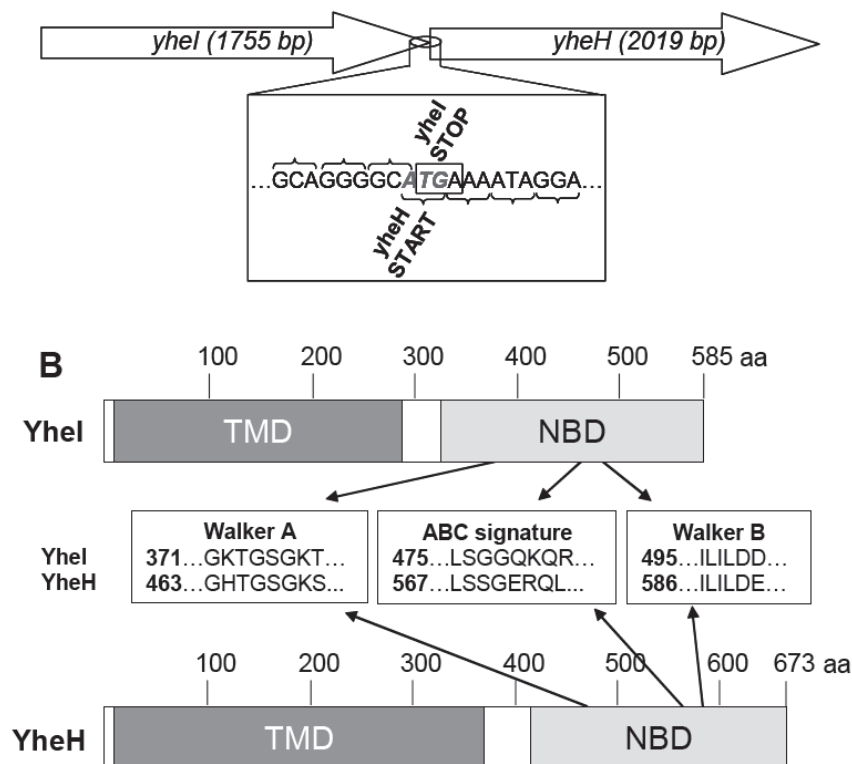 yheI (1755 bp)
yheH (2019 bp)
yheI
STOP
...GCAGGGGCATGAAAATAGGA...
yheH
START
B
100 200 300 400 500 585 aa
YheI TMD NBD
Walker A ABC signature Walker B
YheI 371...GKTGSGKT... 475...LSGGQKQR... 495...ILILDD...
YheH 463...GHTGSGKS... 567...LSSGERQL... 586...ILILDE...
100 200 300 400 500 600 673 aa
YheH TMD NBD